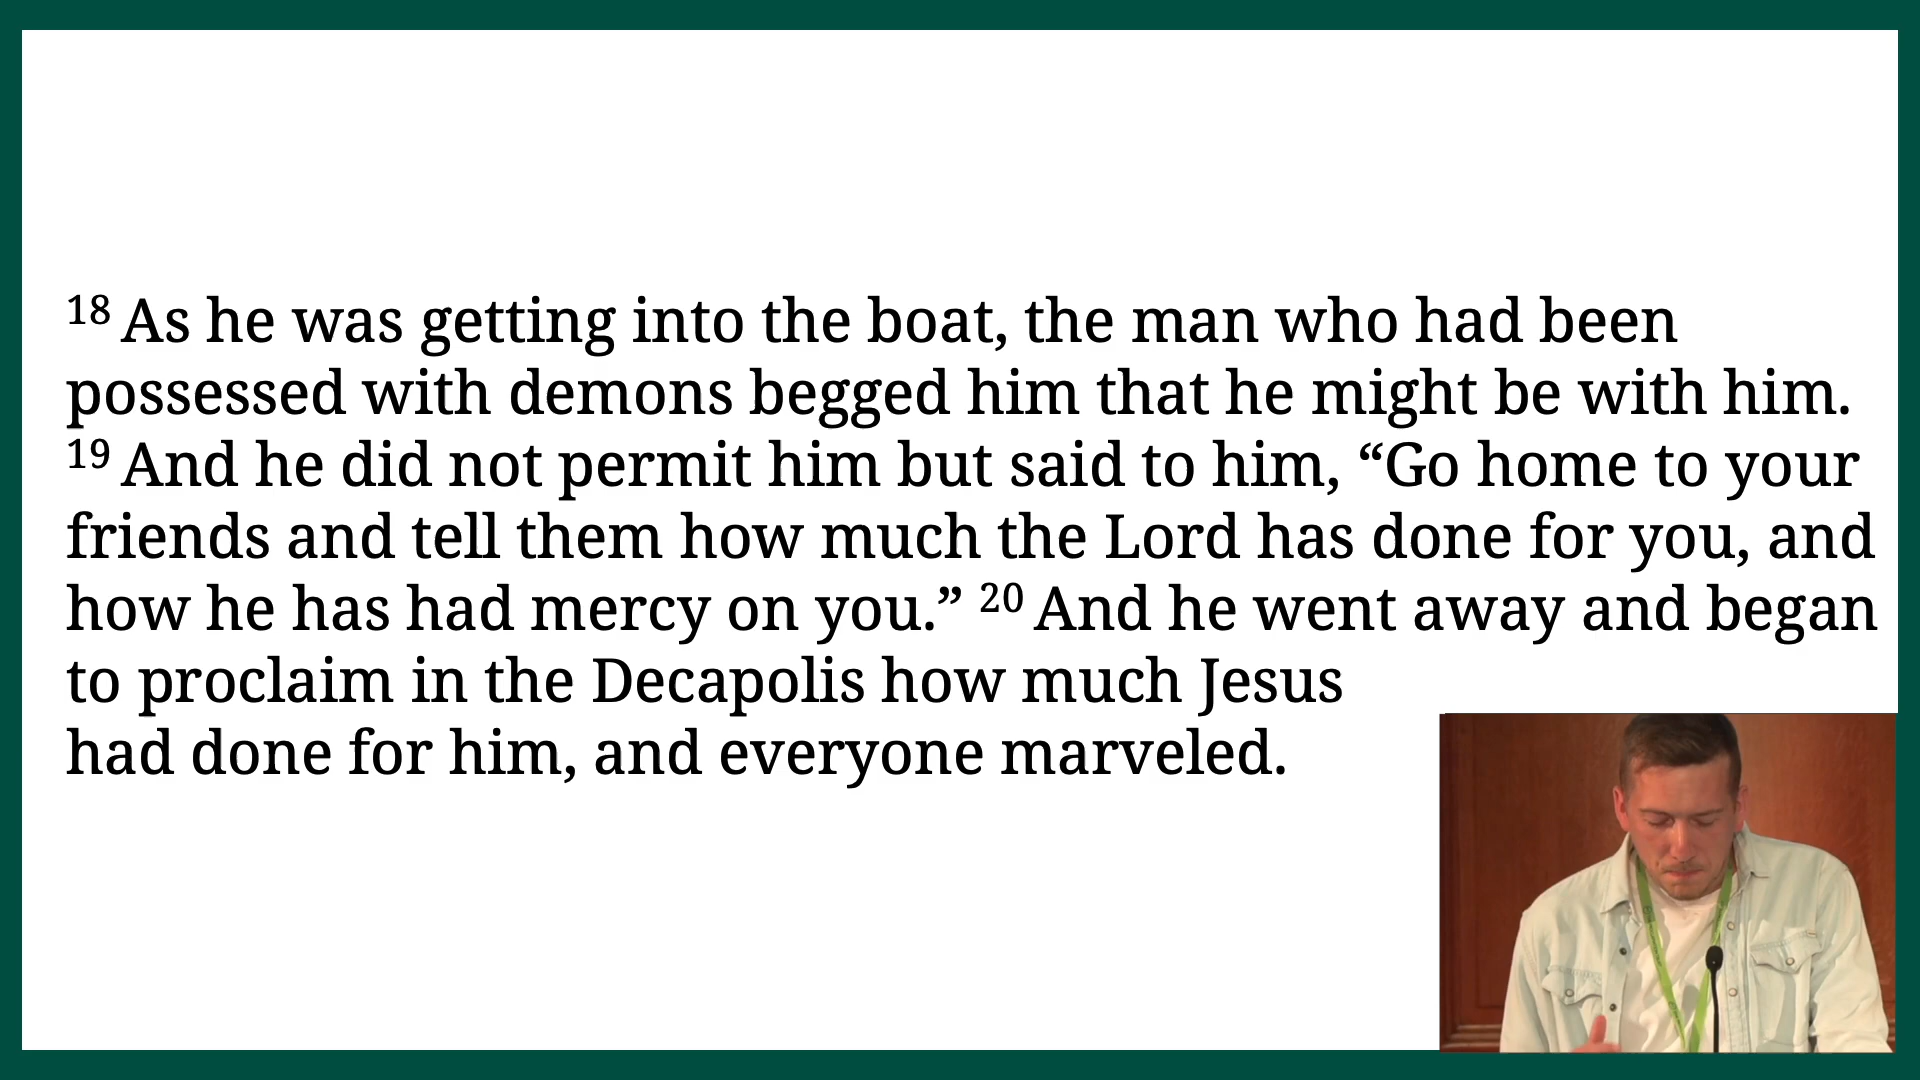 18 As he was getting into the boat, the man who had been
possessed with demons begged him that he might be with him.
19 And he did not permit him but said to him, “Go home to your
friends and tell them how much the Lord has done for you, and
how he has had mercy on you.” 20 And he went away and began
to proclaim in the Decapolis how much Jesus
had done for him, and everyone marveled.